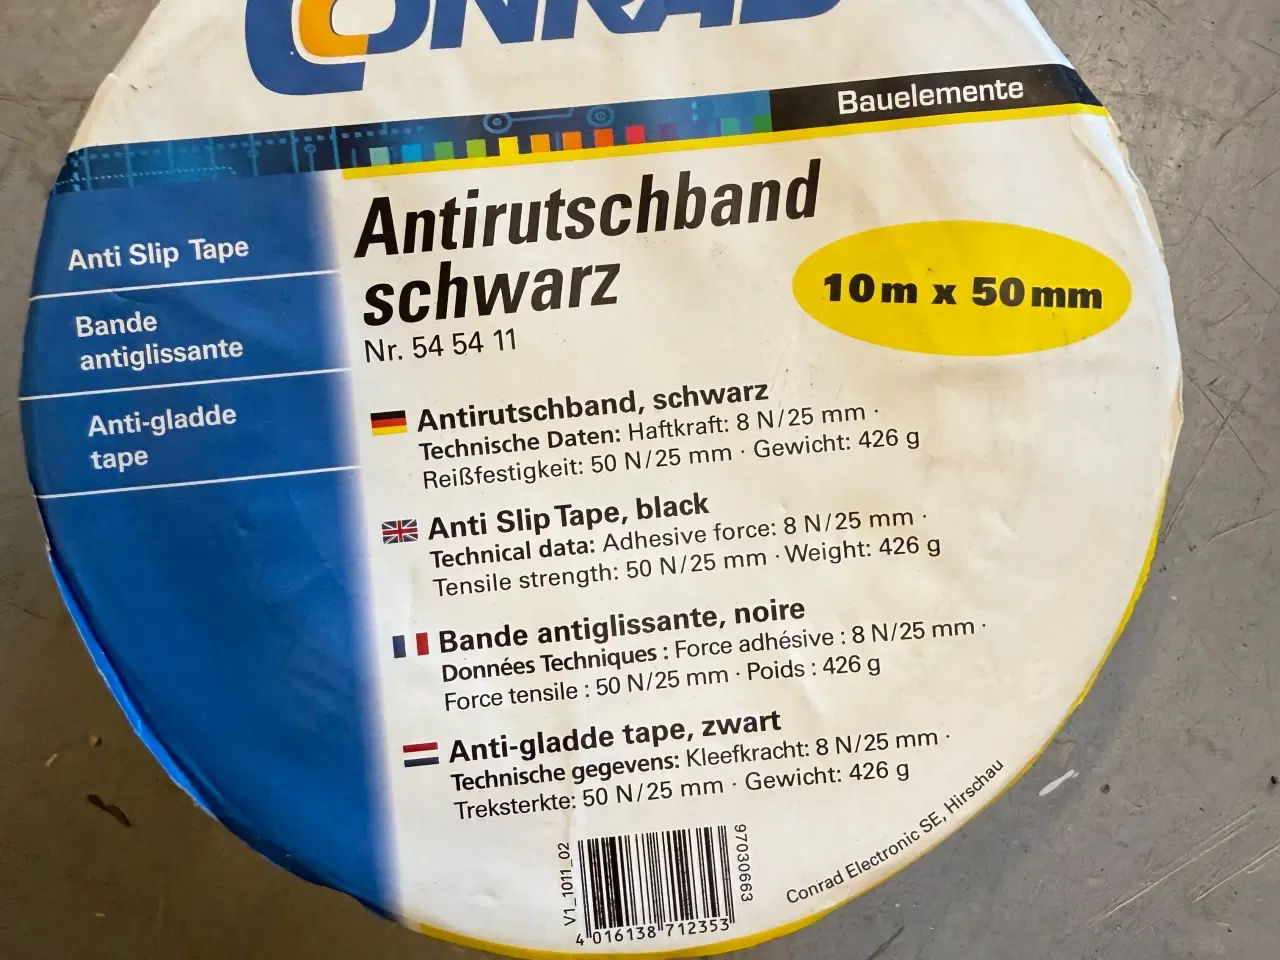 CONRAD
Bauelemente
Anti Slip Tape
Bande
antiglissante
Anti-gladde
tape
Antirutschband
schwarz
Nr. 54 54 11
10 m x 50 mm
Antirutschband, schwarz
Technische Daten: Haftkraft: 8 N/25 mm ·
Reißfestigkeit: 50 N/25 mm · Gewicht: 426 g
Anti Slip Tape, black
Technical data: Adhesive force: 8 N/25 mm ·
Tensile strength: 50 N/25 mm · Weight: 426 g
Bande antiglissante, noire
Données Techniques : Force adhésive : 8 N/25 mm ·
Force tensile : 50 N/25 mm · Poids : 426 g
Anti-gladde tape, zwart
Technische gegevens: Kleefkracht: 8 N/25 mm ·
Treksterkte: 50 N/25 mm · Gewicht: 426 g
V1_1011_02
97030663
4 016138 712353
Conrad Electronic SE, Hirschau